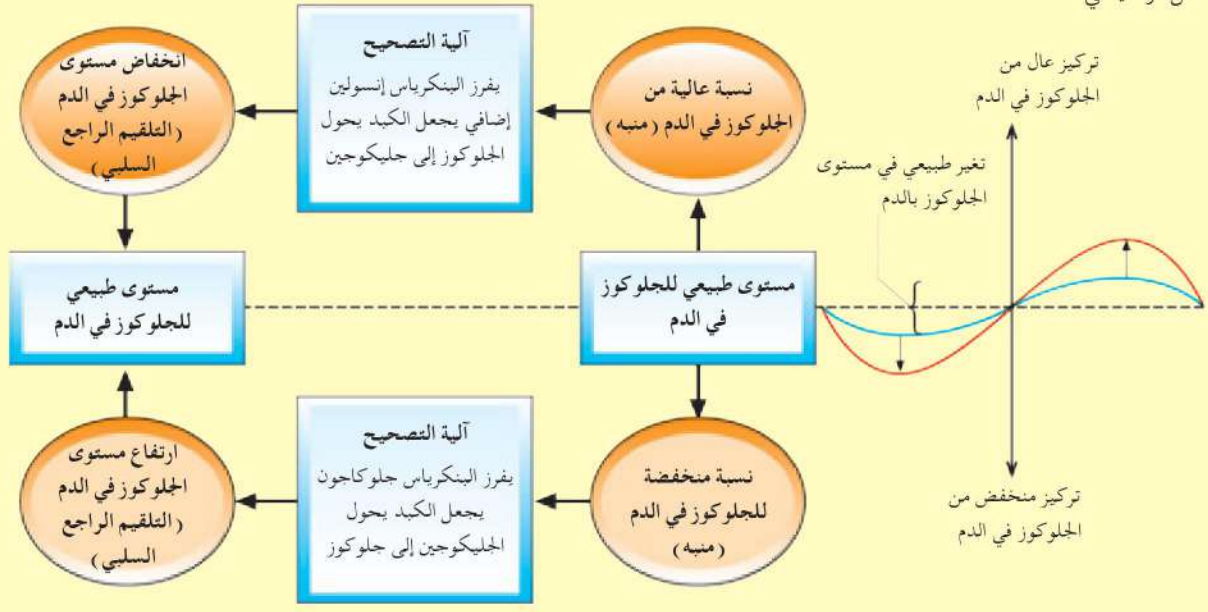 تركيز عال من
الجلوكوز في الدم
تغير طبيعي في مستوى
الجلوكوز بالدم
تركيز منخفض من
الجلوكوز في الدم
نسبة عالية من
الجلوكوز في الدم (منبه)
آلية التصحيح
يفرز البنكرياس إنسولين
إضافي يجعل الكبد يحول
الجلوكوز إلى جليكوجين
انخفاض مستوى
الجلوكوز في الدم
(التلقيم الراجع
السلبي)
مستوى طبيعي للجلوكوز
في الدم
مستوى طبيعي
للجلوكوز في الدم
نسبة منخفضة
للجلوكوز في الدم
(منبه)
آلية التصحيح
يفرز البنكرياس جلوكاجون
يجعل الكبد يحول
الجليكوجين إلى جلوكوز
ارتفاع مستوى
الجلوكوز في الدم
(التلقيم الراجع
السلبي)